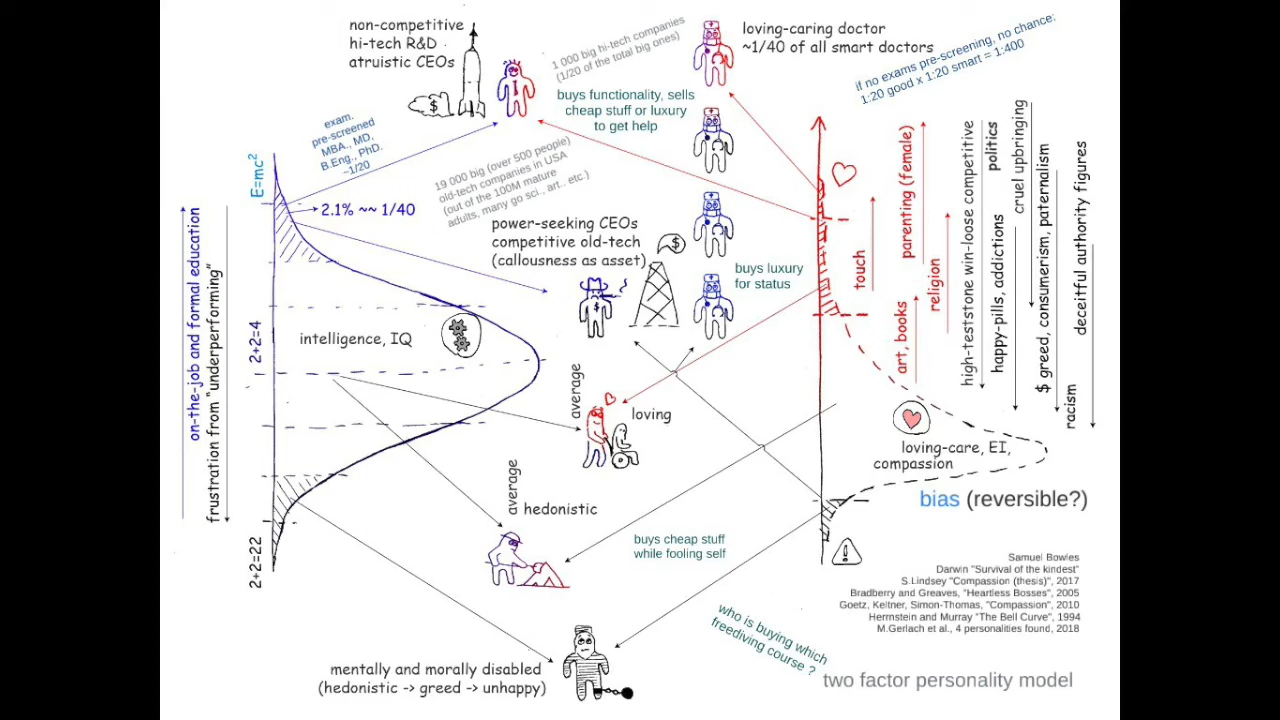 non-competitive
hi-tech R&D
atruistic CEOs
$
1 000 big hi-tech companies
(1/20 of the total big ones)
buys functionality, sells
cheap stuff or luxury
to get help
loving-caring doctor
~1/40 of all smart doctors
if no exams pre-screening, no chance:
1:20 good x 1:20 smart = 1:400
exam.
pre-screened
MBA., MD,
B.Eng., PhD.
~1/20
19 000 big (over 500 people)
old-tech companies in USA
(out of the 100M mature
adults, many go sci., art.. etc.)
E=mc²
2.1% ~~ 1/40
power-seeking CEOs
competitive old-tech
(callousness as asset)
$
$
buys luxury
for status
on-the-job and formal education
frustration from "underperforming"
2+2=4
2+2=22
intelligence, IQ
touch
art, books
parenting (female)
religion
high-teststone win-loose competitive
politics
happy-pills, addictions
cruel upbringing
$ greed, consumerism, paternalism
racism
deceitful authority figures
average
loving
loving-care, EI,
compassion
average
hedonistic
bias (reversible?)
buys cheap stuff
while fooling self
!
Samuel Bowles
Darwin "Survival of the kindest"
S.Lindsey "Compassion (thesis)", 2017
Bradberry and Greaves, "Heartless Bosses", 2005
Goetz, Keltner, Simon-Thomas, "Compassion", 2010
Herrnstein and Murray "The Bell Curve", 1994
M.Gerlach et al., 4 personalities found, 2018
who is buying which
freediving course ?
mentally and morally disabled
(hedonistic -> greed -> unhappy)
two factor personality model